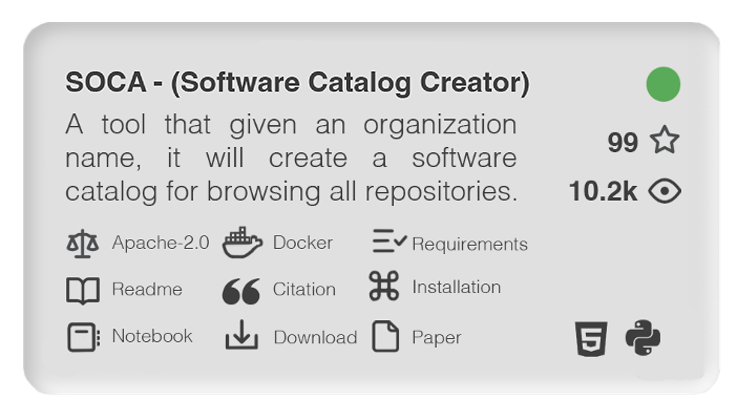 SOCA - (Software Catalog Creator)
A tool that given an organization
name, it will create a software
catalog for browsing all repositories.
99
10.2k
Apache-2.0 Docker Requirements
Readme Citation Installation
Notebook Download Paper
5